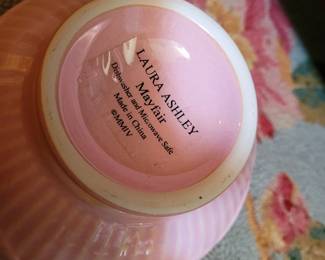 LAURA ASHLEY
Mayfair
Dishwasher and Microwave Safe
Made in China
©MMIV